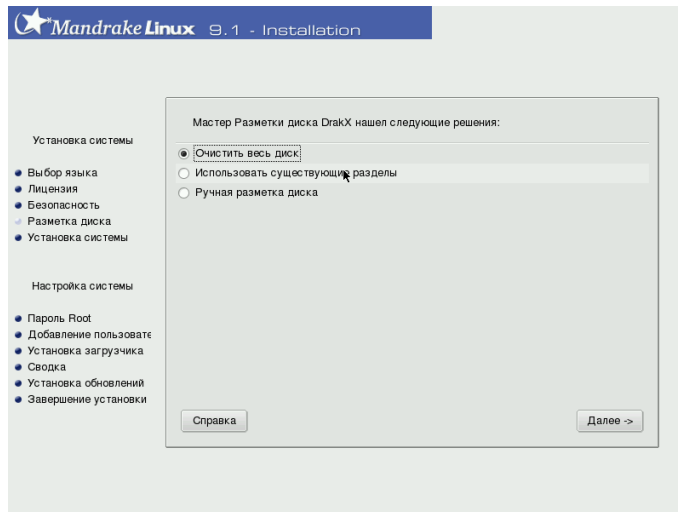 Mandrake Linux 9.1 - Installation
Установка системы
Выбор языка
Лицензия
Безопасность
Разметка диска
Установка системы
Настройка системы
Пароль Root
Добавление пользовате
Установка загрузчика
Сводка
Установка обновлений
Завершение установки
Мастер Разметки диска DrakX нашел следующие решения:
Очистить весь диск
Использовать существующие разделы
Ручная разметка диска
Справка
Далее ->